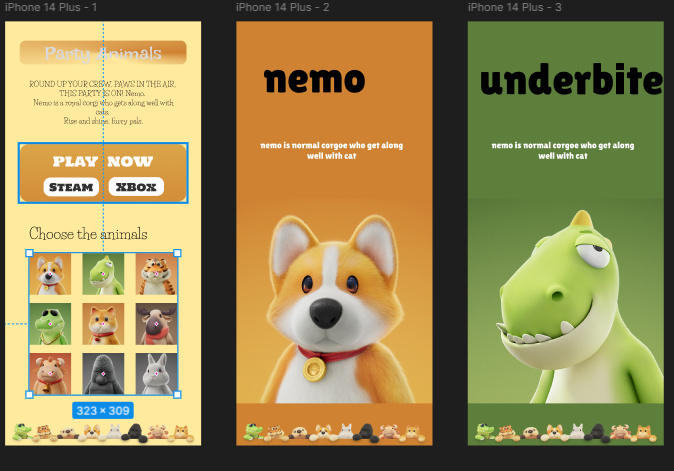 iPhone 14 Plus - 1
Party Animals
ROUND UP YOUR CREW, PAWS IN THE AIR,
THIS PARTY IS ON! Nemo.
Nemo is a royal corgi who gets along well with
cats.
Rise and shine, furry pals.
PLAY NOW
STEAM XBOX
Choose the animals
323 × 309
iPhone 14 Plus - 2
nemo
nemo is normal corgoe who get along
well with cat
iPhone 14 Plus - 3
underbite
nemo is normal corgoe who get along
well with cat